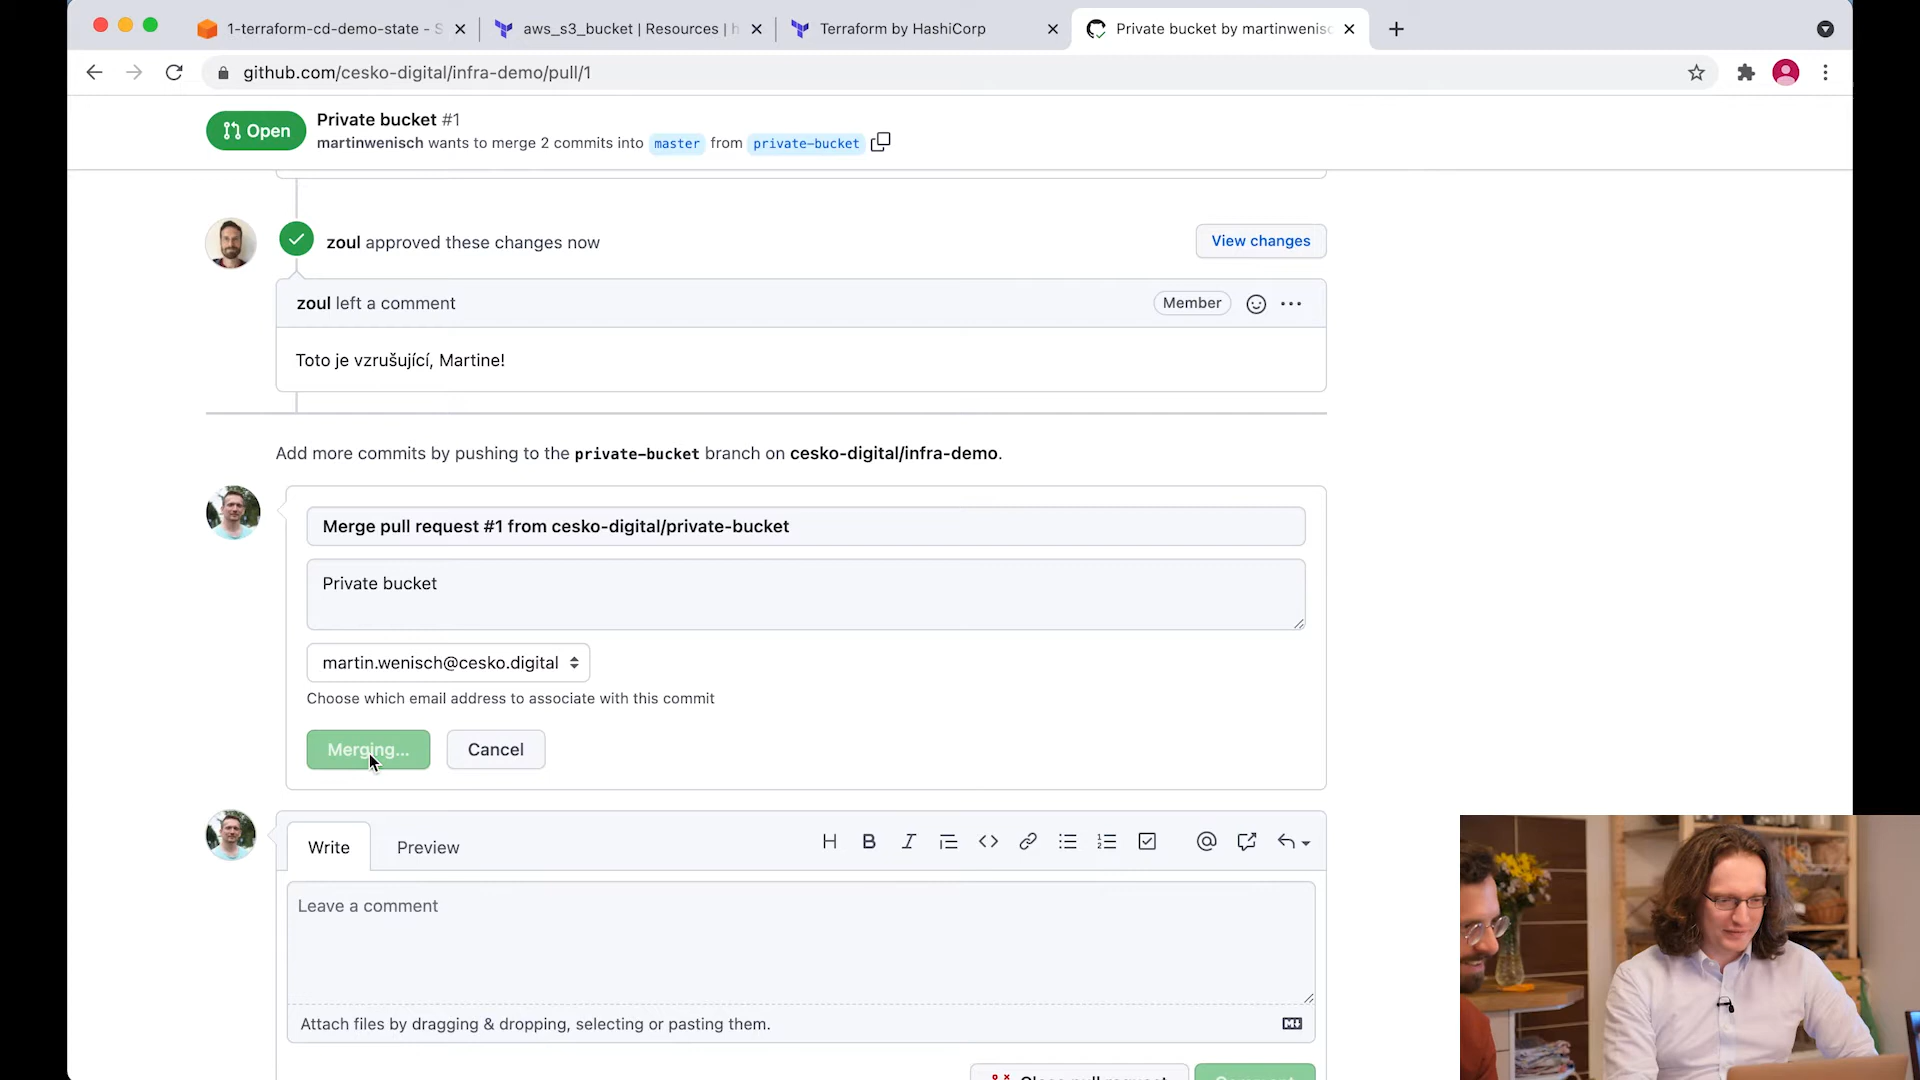 1-terraform-cd-demo-state - S
aws_s3_bucket | Resources | h
Terraform by HashiCorp
Private bucket by martinwenisc
github.com/cesko-digital/infra-demo/pull/1
Open
Private bucket #1
martinwenisch wants to merge 2 commits into master from private-bucket
zoul approved these changes now
View changes
zoul left a comment
Member
Toto je vzrušující, Martine!
Add more commits by pushing to the private-bucket branch on cesko-digital/infra-demo.
Merge pull request #1 from cesko-digital/private-bucket
Private bucket
martin.wenisch@cesko.digital
Choose which email address to associate with this commit
Merging...
Cancel
Write
Preview
Leave a comment
Attach files by dragging & dropping, selecting or pasting them.
Close pull request
Comment